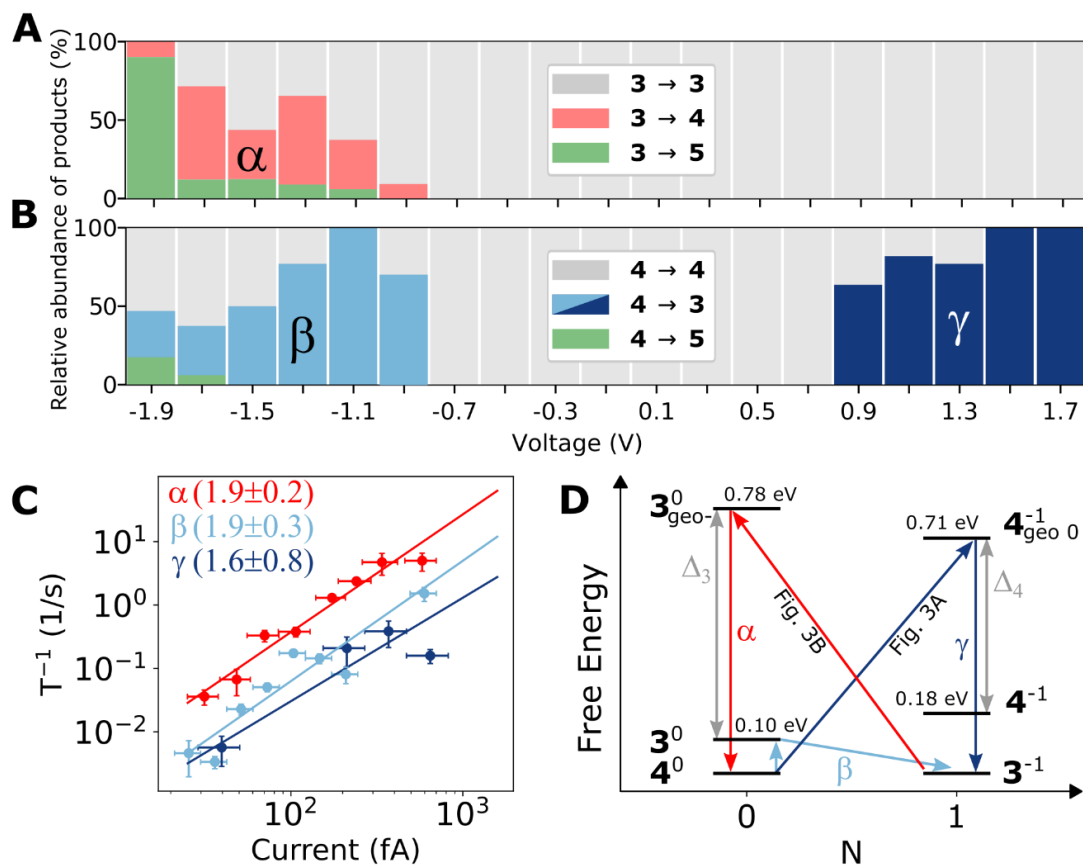 A
Relative abundance of products (%)
100
50
0
α
3 → 3
3 → 4
3 → 5
B
100
50
0
β
4 → 4
4 → 3
4 → 5
γ
-1.9 -1.5 -1.1 -0.7 -0.3 0.1 0.5 0.9 1.3 1.7
Voltage (V)
C
α (1.9±0.2)
β (1.9±0.3)
γ (1.6±0.8)
T⁻¹ (1/s)
10¹
10⁰
10⁻¹
10⁻²
10² 10³
Current (fA)
D
Free Energy
3⁰ geo-
0.78 eV
0.71 eV
4⁻¹ geo 0
Δ₃
Δ₄
Fig. 3B
Fig. 3A
α
γ
0.18 eV
4⁻¹
3⁰
0.10 eV
4⁰
β
3⁻¹
0 1
N